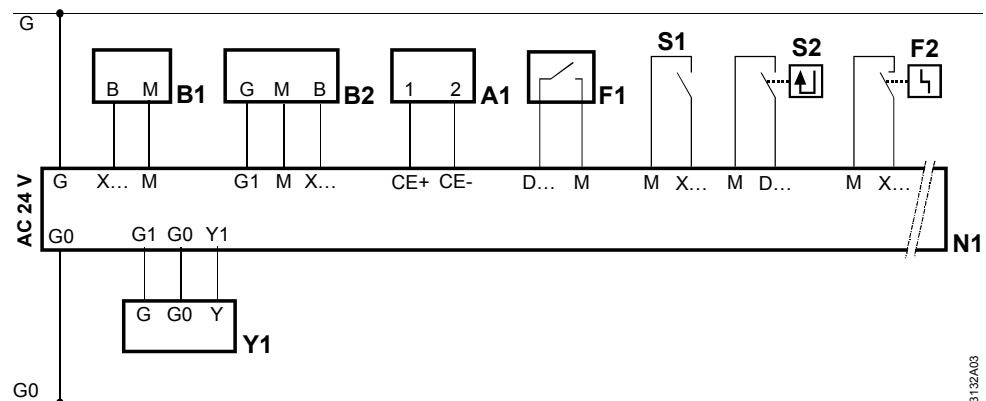 G
S1 S2 F2
B M B1 G M B B2 1 2 A1 F1
AC 24 V
G X... M G1 M X... CE+ CE- D... M M X... M D... M X...
G0 G1 G0 Y1 N1
G G0 Y Y1
G0
3132A03